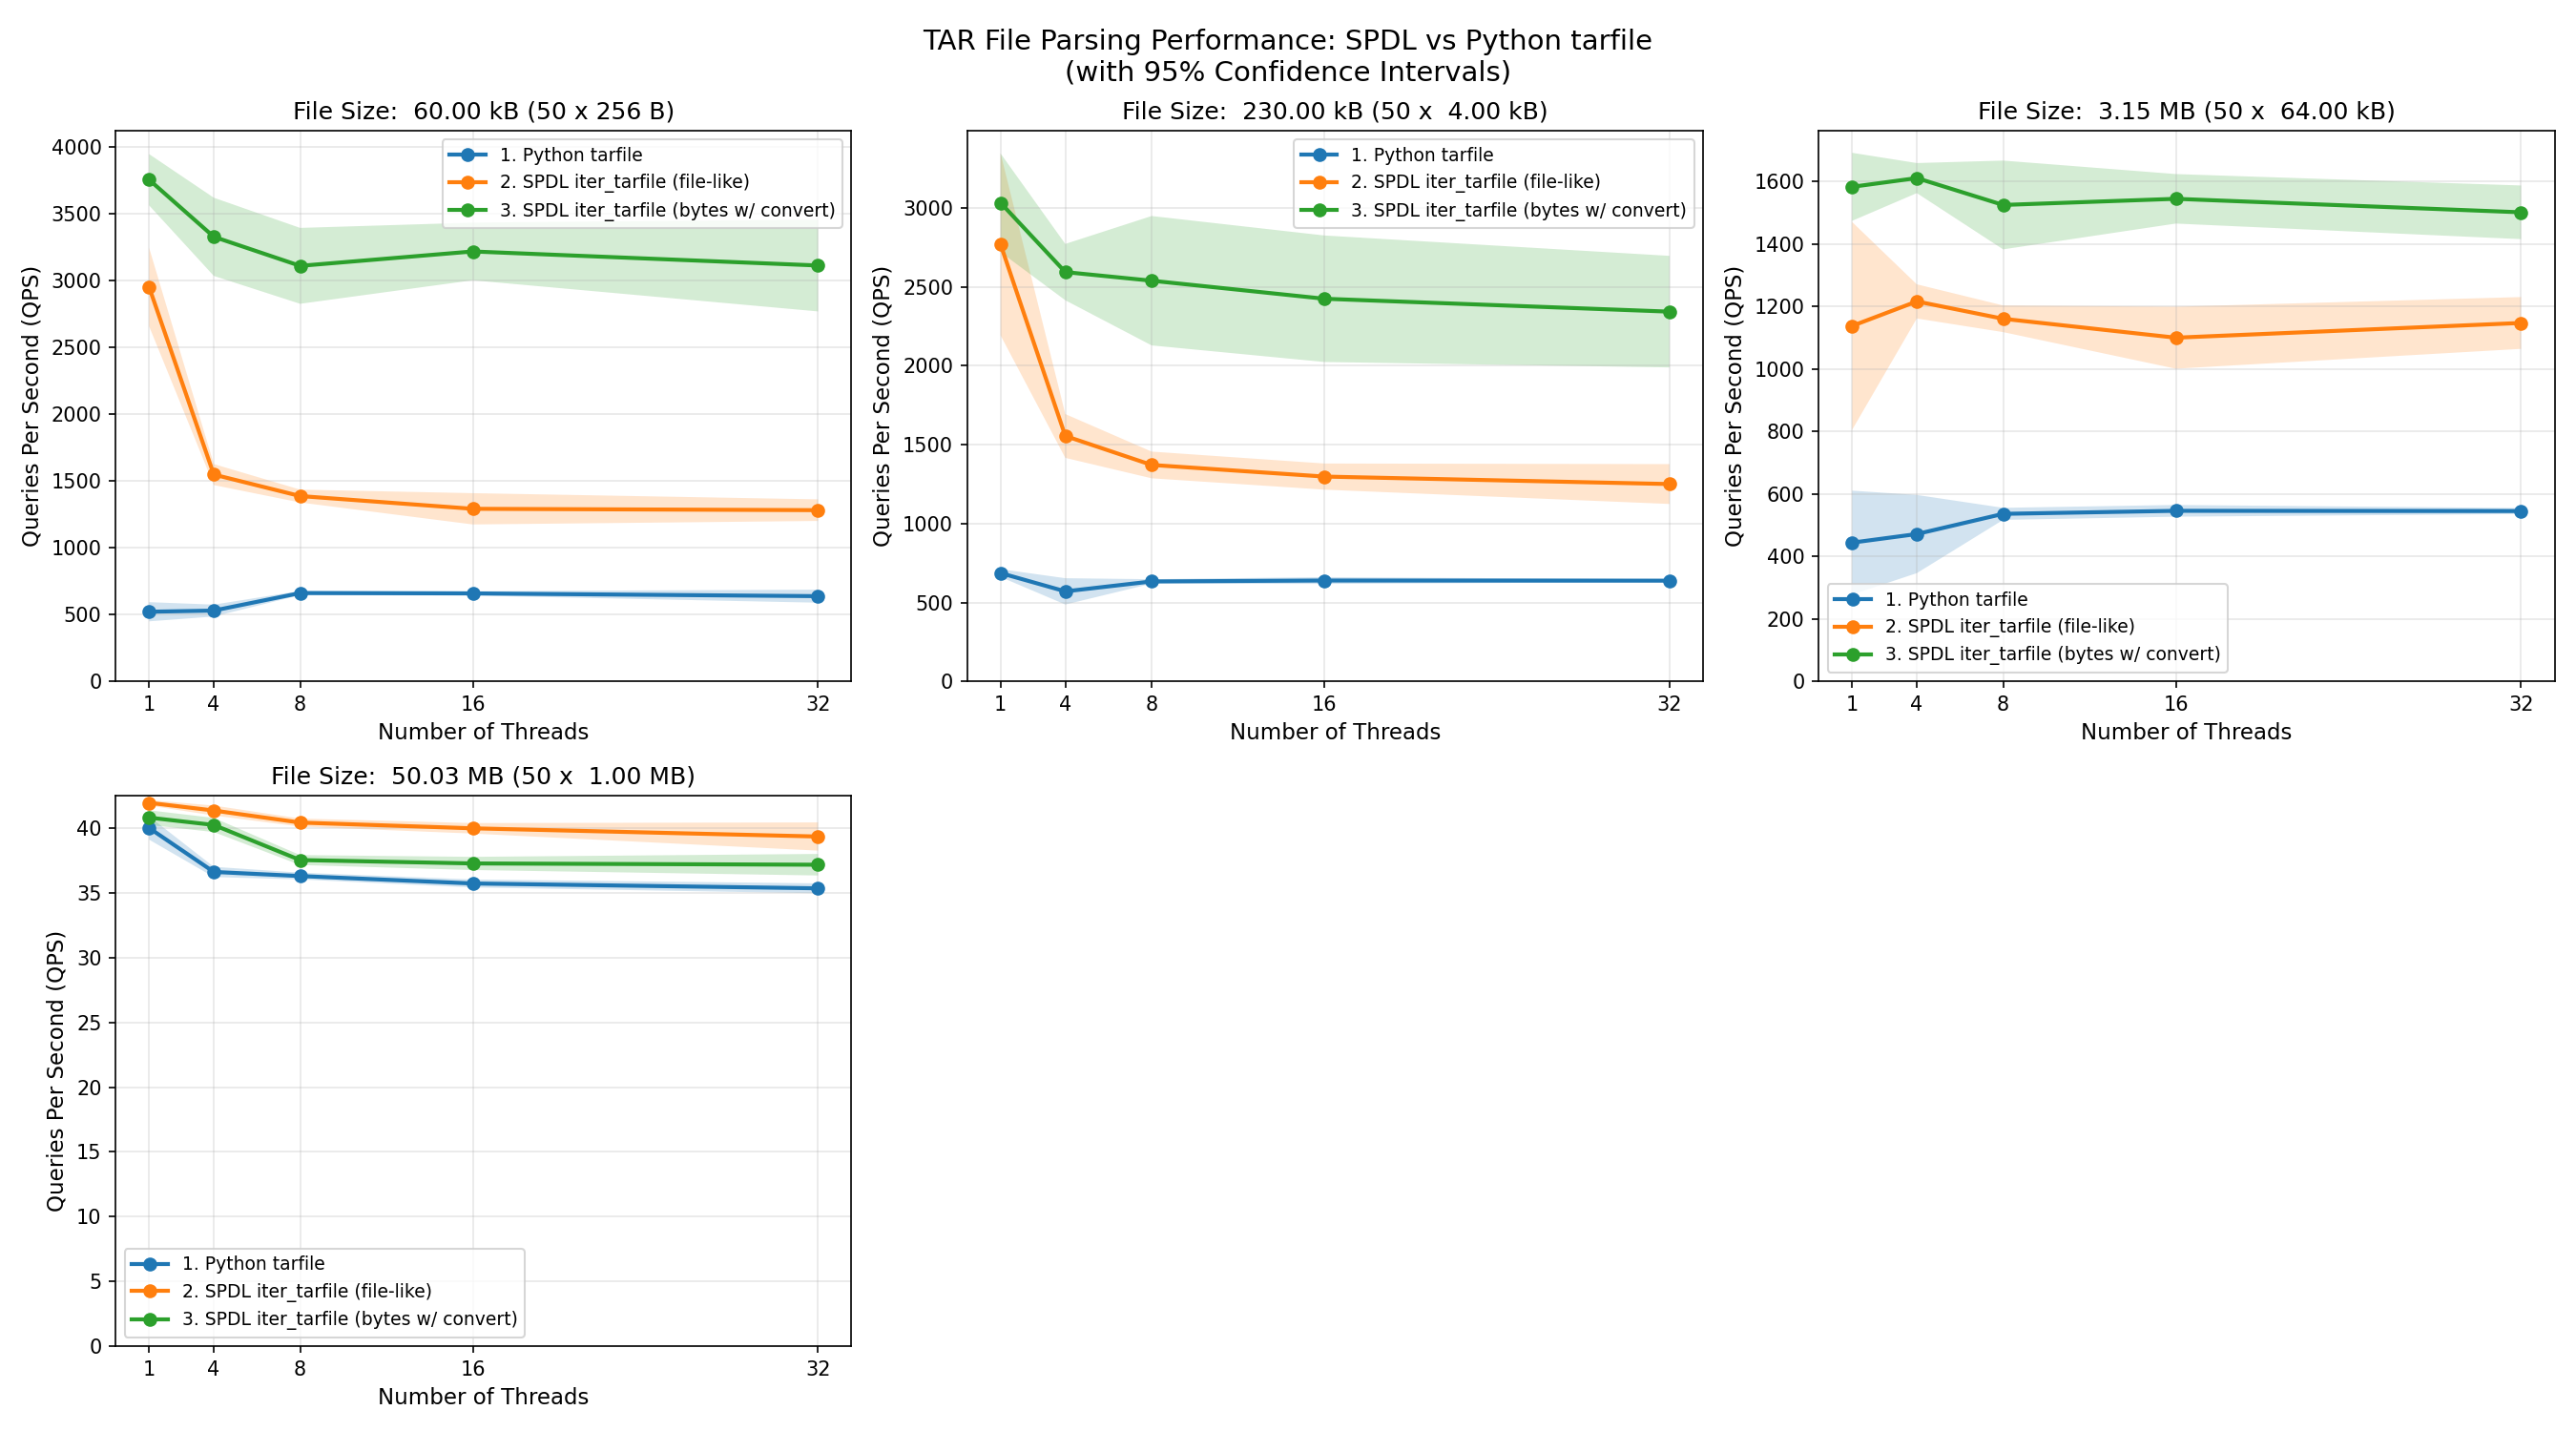 TAR File Parsing Performance: SPDL vs Python tarfile
(with 95% Confidence Intervals)
File Size:  60.00 kB (50 x 256 B)
4000
3500
3000
2500
2000
1500
1000
500
0
Queries Per Second (QPS)
1. Python tarfile
2. SPDL iter_tarfile (file-like)
3. SPDL iter_tarfile (bytes w/ convert)
1 4 8 16 32
Number of Threads
File Size:  230.00 kB (50 x  4.00 kB)
3000
2500
2000
1500
1000
500
0
Queries Per Second (QPS)
1. Python tarfile
2. SPDL iter_tarfile (file-like)
3. SPDL iter_tarfile (bytes w/ convert)
1 4 8 16 32
Number of Threads
File Size:  3.15 MB (50 x  64.00 kB)
1600
1400
1200
1000
800
600
400
200
0
Queries Per Second (QPS)
1. Python tarfile
2. SPDL iter_tarfile (file-like)
3. SPDL iter_tarfile (bytes w/ convert)
1 4 8 16 32
Number of Threads
File Size:  50.03 MB (50 x  1.00 MB)
40
35
30
25
20
15
10
5
0
Queries Per Second (QPS)
1. Python tarfile
2. SPDL iter_tarfile (file-like)
3. SPDL iter_tarfile (bytes w/ convert)
1 4 8 16 32
Number of Threads